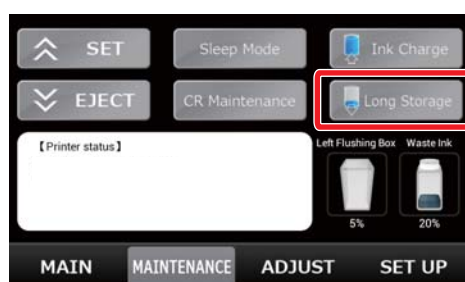 SET Sleep Mode Ink Charge
EJECT CR Maintenance Long Storage
【Printer status】
Left Flushing Box Waste Ink
5% 20%
MAIN MAINTENANCE ADJUST SET UP